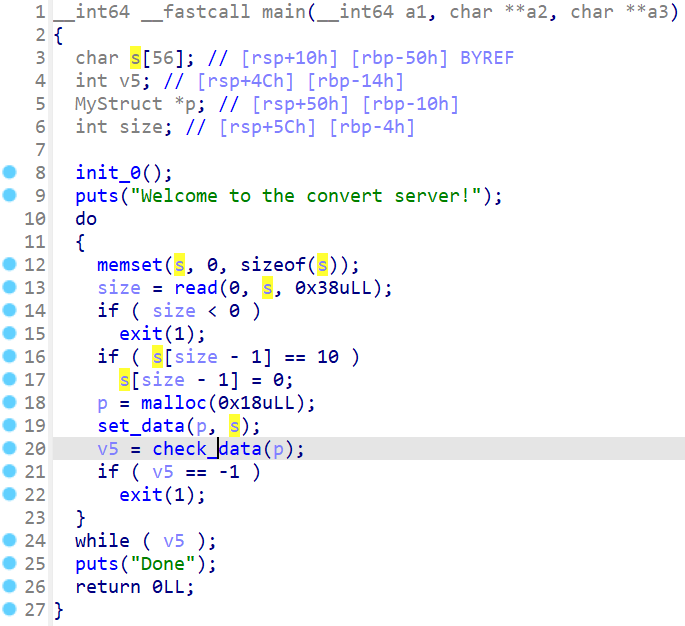 1 __int64 __fastcall main(__int64 a1, char **a2, char **a3)
2 {
3   char s[56]; // [rsp+10h] [rbp-50h] BYREF
4   int v5; // [rsp+4Ch] [rbp-14h]
5   MyStruct *p; // [rsp+50h] [rbp-10h]
6   int size; // [rsp+5Ch] [rbp-4h]
7
8   init_0();
9   puts("Welcome to the convert server!");
10   do
11   {
12     memset(s, 0, sizeof(s));
13     size = read(0, s, 0x38uLL);
14     if ( size < 0 )
15       exit(1);
16     if ( s[size - 1] == 10 )
17       s[size - 1] = 0;
18     p = malloc(0x18uLL);
19     set_data(p, s);
20     v5 = check_data(p);
21     if ( v5 == -1 )
22       exit(1);
23   }
24   while ( v5 );
25   puts("Done");
26   return 0LL;
27 }